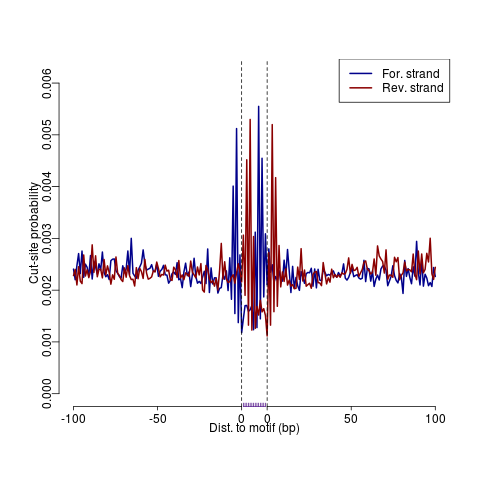 For. strand
Rev. strand
Cut-site probability
0.006
0.005
0.004
0.003
0.002
0.001
0.000
-100 -50 0 0 50 100
Dist. to motif (bp)